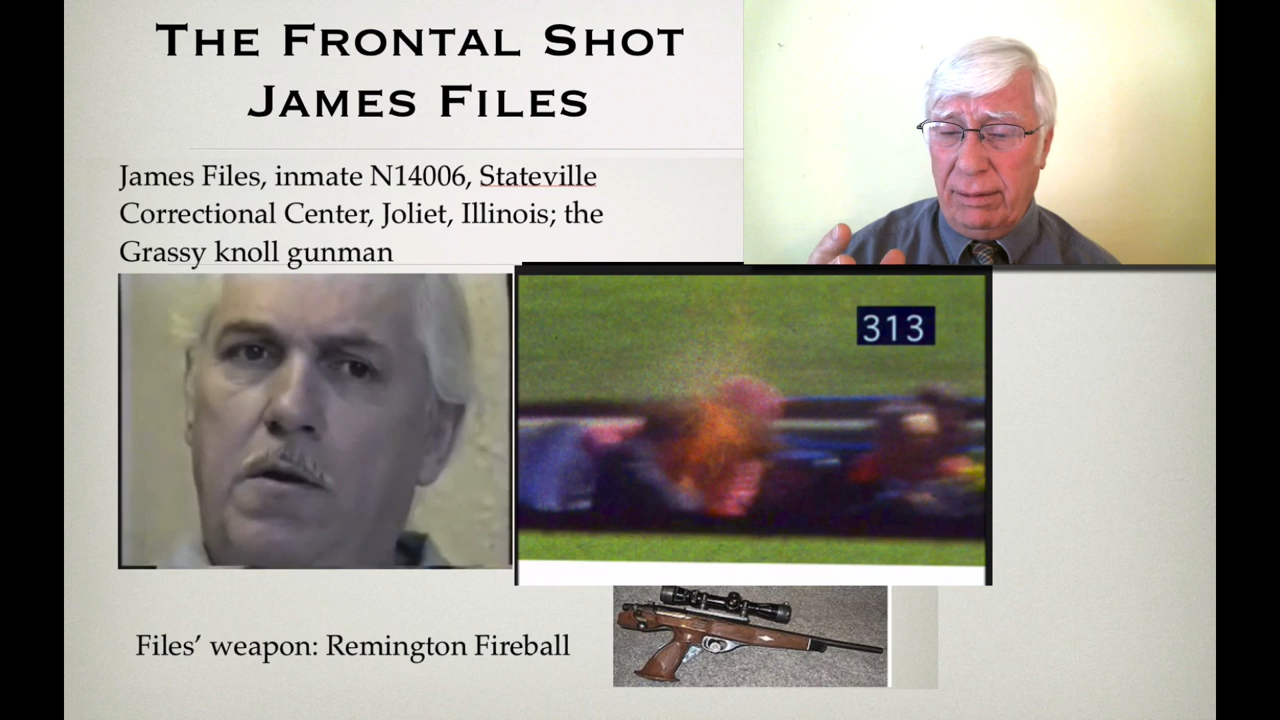 THE FRONTAL SHOT
JAMES FILES
James Files, inmate N14006, Stateville
Correctional Center, Joliet, Illinois; the
Grassy knoll gunman
313
Files’ weapon: Remington Fireball